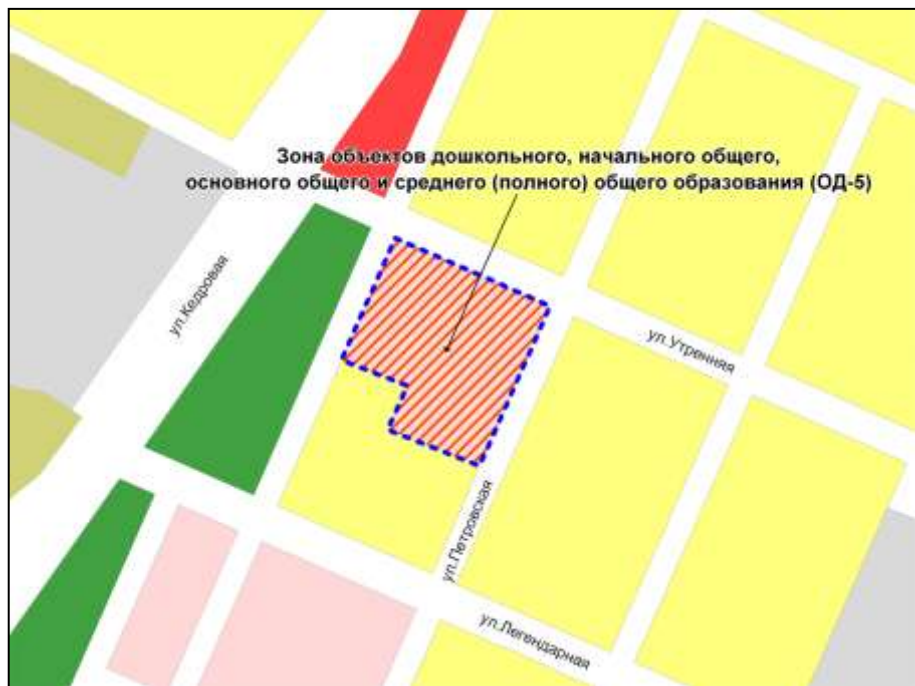 Зона объектов дошкольного, начального общего,
основного общего и среднего (полного) общего образования (ОД-5)
ул.Кедровая
ул.Утренняя
ул.Петровская
ул.Легендарная